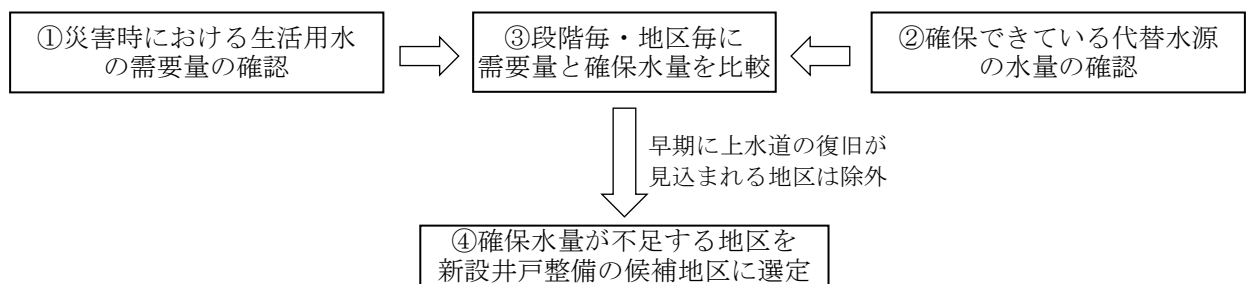 ①災害時における生活用水
の需要量の確認
③段階毎・地区毎に
需要量と確保水量を比較
②確保できている代替水源
の水量の確認
早期に上水道の復旧が
見込まれる地区は除外
④確保水量が不足する地区を
新設井戸整備の候補地区に選定